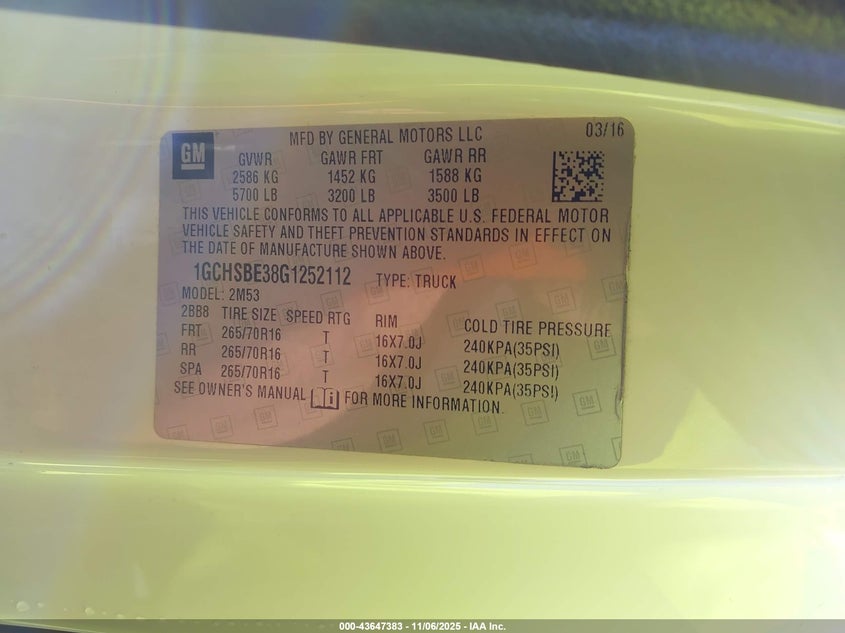 GM
MFD BY GENERAL MOTORS LLC 03/16
GVWR GAWR FRT GAWR RR
2586 KG 1452 KG 1588 KG
5700 LB 3200 LB 3500 LB
THIS VEHICLE CONFORMS TO ALL APPLICABLE U.S. FEDERAL MOTOR
VEHICLE SAFETY AND THEFT PREVENTION STANDARDS IN EFFECT ON
THE DATE OF MANUFACTURE SHOWN ABOVE.
1GCHSBE38G1252112 TYPE: TRUCK
MODEL: 2M53
2BB8 TIRE SIZE SPEED RTG RIM COLD TIRE PRESSURE
FRT 265/70R16 T 16X7.0J 240KPA(35PSI)
RR 265/70R16 T 16X7.0J 240KPA(35PSI)
SPA 265/70R16 T 16X7.0J 240KPA(35PSI)
SEE OWNER'S MANUAL FOR MORE INFORMATION.
000-43647383 - 11/06/2025 - IAA Inc.